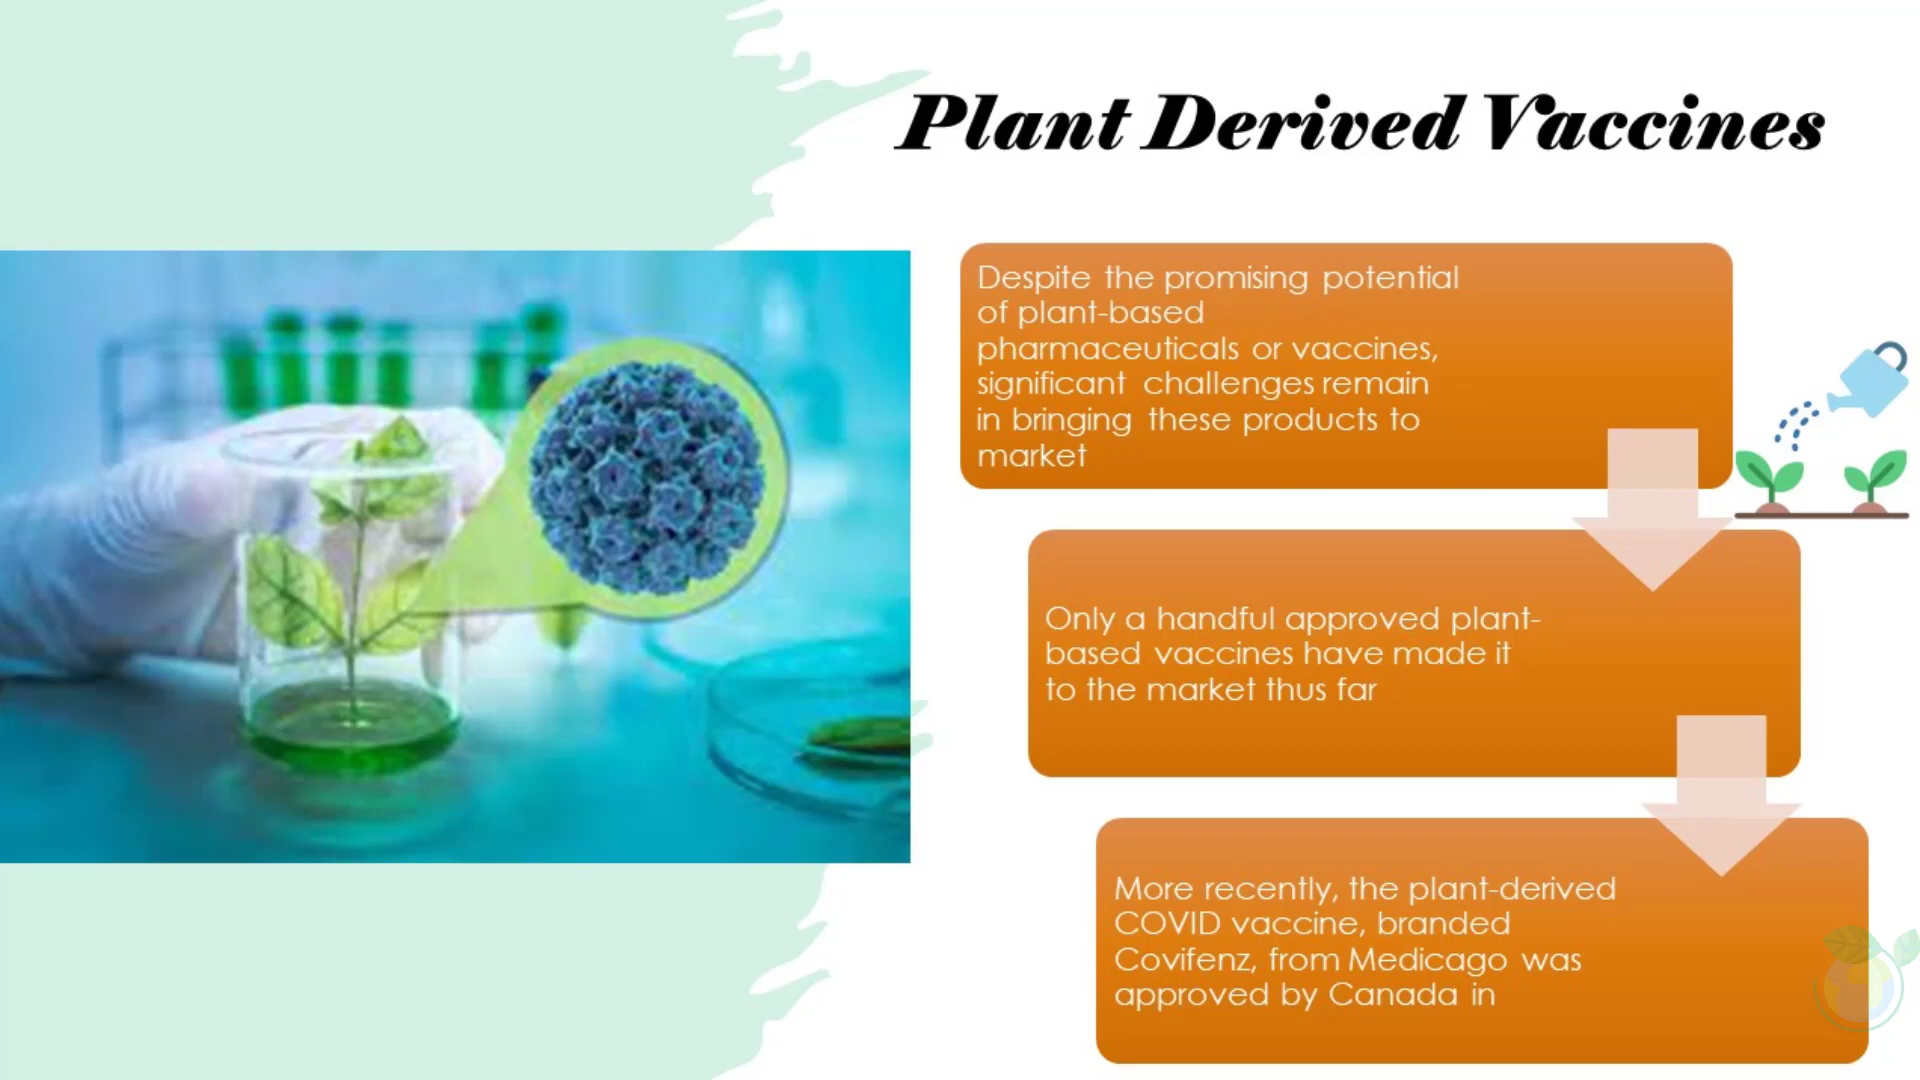 Plant Derived Vaccines
Despite the promising potential
of plant-based
pharmaceuticals or vaccines,
significant challenges remain
in bringing these products to
market
Only a handful approved plant-
based vaccines have made it
to the market thus far
More recently, the plant-derived
COVID vaccine, branded
Covifenz, from Medicago was
approved by Canada in